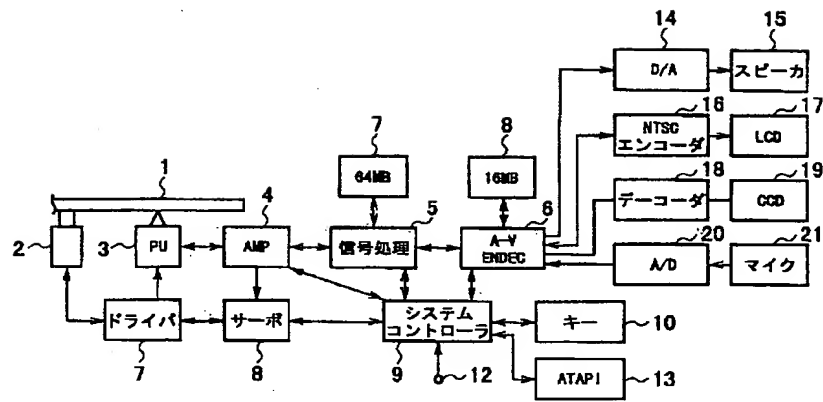 14
15
D/A
スピーカ
16
17
NTSC
エンコーダ
LCD
7
8
64MB
16MB
18
19
デコーダ
CCD
1
4
5
6
20
21
2
3
PU
AMP
信号処理
A-V
ENDEC
A/D
マイク
ドライバ
サーボ
システム
コントローラ
キー
7
8
9
10
12
ATAPI
13